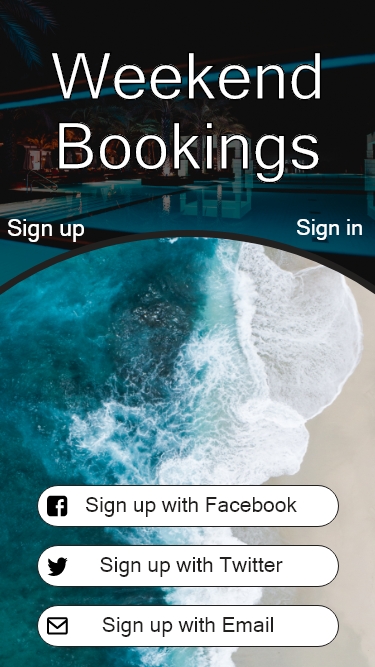 Weekend
Bookings
Sign up
Sign in
Sign up with Facebook
Sign up with Twitter
Sign up with Email